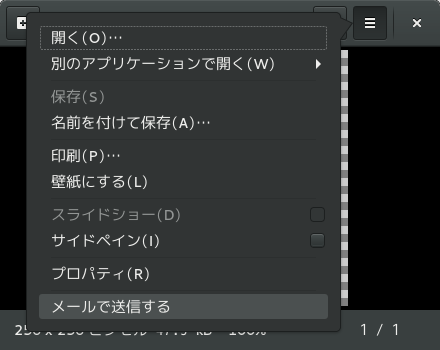 開く(O)…
別のアプリケーションで開く(W)
保存(S)
名前を付けて保存(A)…
印刷(P)…
壁紙にする(L)
スライドショー(D)
サイドペイン(I)
プロパティ(R)
メールで送信する
1 / 1